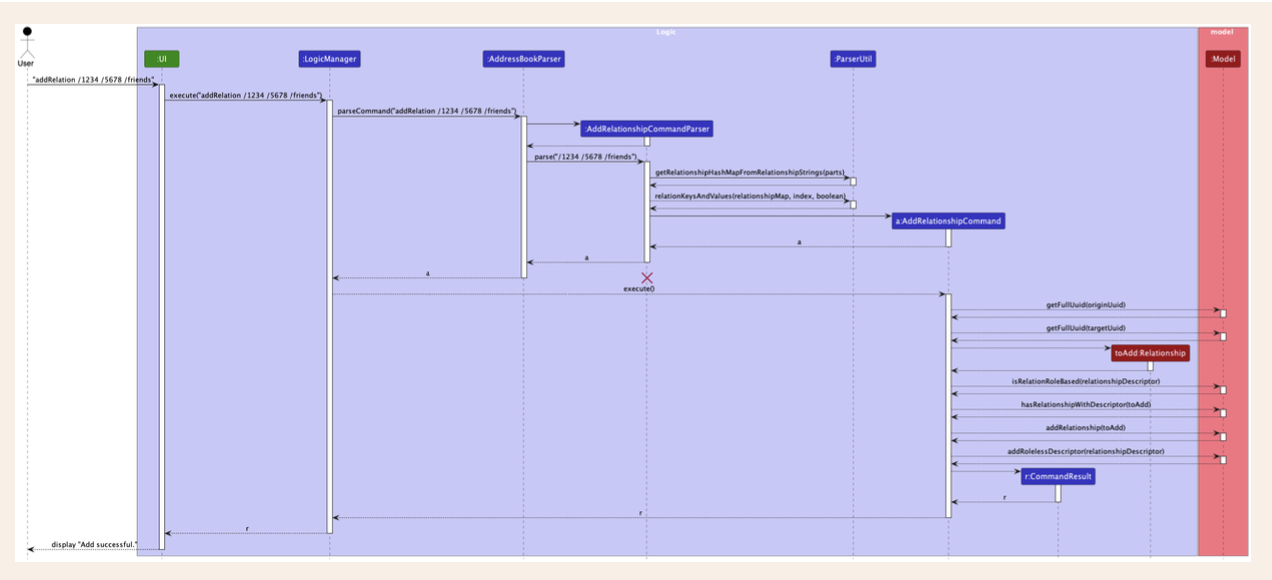 Logic
model
User
:UI
:LogicManager
:AddressBookParser
:ParserUtil
:Model
"addRelation /1234 /5678 /friends"
execute("addRelation /1234 /5678 /friends")
parseCommand("addRelation /1234 /5678 /friends")
:AddRelationshipCommandParser
parse("/1234 /5678 /friends")
getRelationshipHashMapFromRelationshipStrings(parts)
relationKeysAndValues(relationshipMap, index, boolean)
a:AddRelationshipCommand
a
a
a
execute()
getFullUuid(originUuid)
getFullUuid(targetUuid)
toAdd:Relationship
isRelationRoleBased(relationshipDescriptor)
hasRelationshipWithDescriptor(toAdd)
addRelationship(toAdd)
addRolelessDescriptor(relationshipDescriptor)
r:CommandResult
r
r
r
display "Add successful."